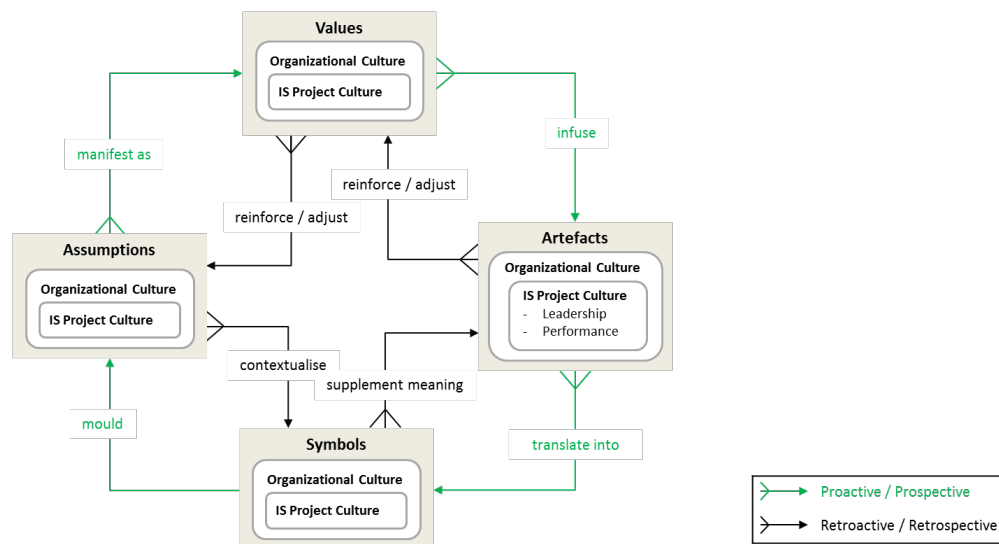 Values
Organizational Culture
IS Project Culture
manifest as
infuse
reinforce / adjust
reinforce / adjust
Assumptions
Organizational Culture
IS Project Culture
Artefacts
Organizational Culture
IS Project Culture
- Leadership
- Performance
contextualise
supplement meaning
mould
translate into
Symbols
Organizational Culture
IS Project Culture
Proactive / Prospective
Retroactive / Retrospective